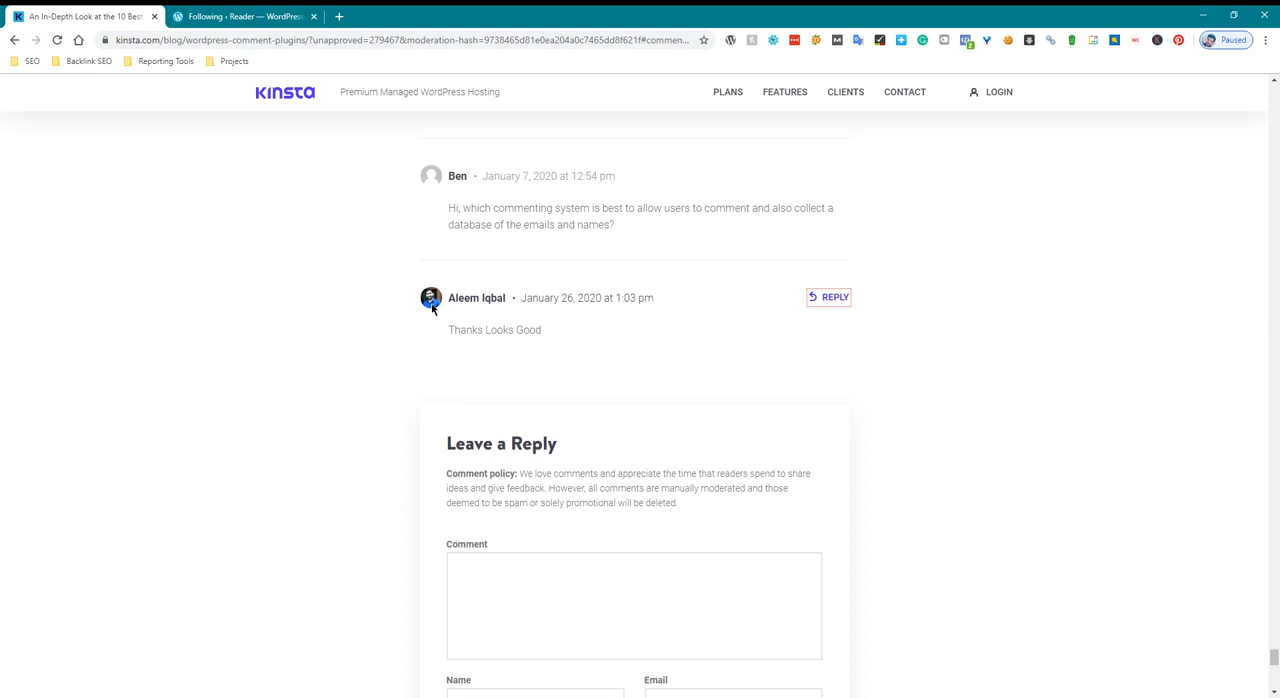 An In-Depth Look at the 10 Best
Following ‹ Reader — WordPress.
kinsta.com/blog/wordpress-comment-plugins/?unapproved=279467&moderation-hash=9738465d81e0ea204a0c7465dd8f621f#commen...
Paused
SEO
Backlink SEO
Reporting Tools
Projects
KINSTA
Premium Managed WordPress Hosting
PLANS
FEATURES
CLIENTS
CONTACT
LOGIN
Ben • January 7, 2020 at 12:54 pm
Hi, which commenting system is best to allow users to comment and also collect a
database of the emails and names?
Aleem Iqbal • January 26, 2020 at 1:03 pm
REPLY
Thanks Looks Good
Leave a Reply
Comment policy: We love comments and appreciate the time that readers spend to share
ideas and give feedback. However, all comments are manually moderated and those
deemed to be spam or solely promotional will be deleted.
Comment
Name
Email